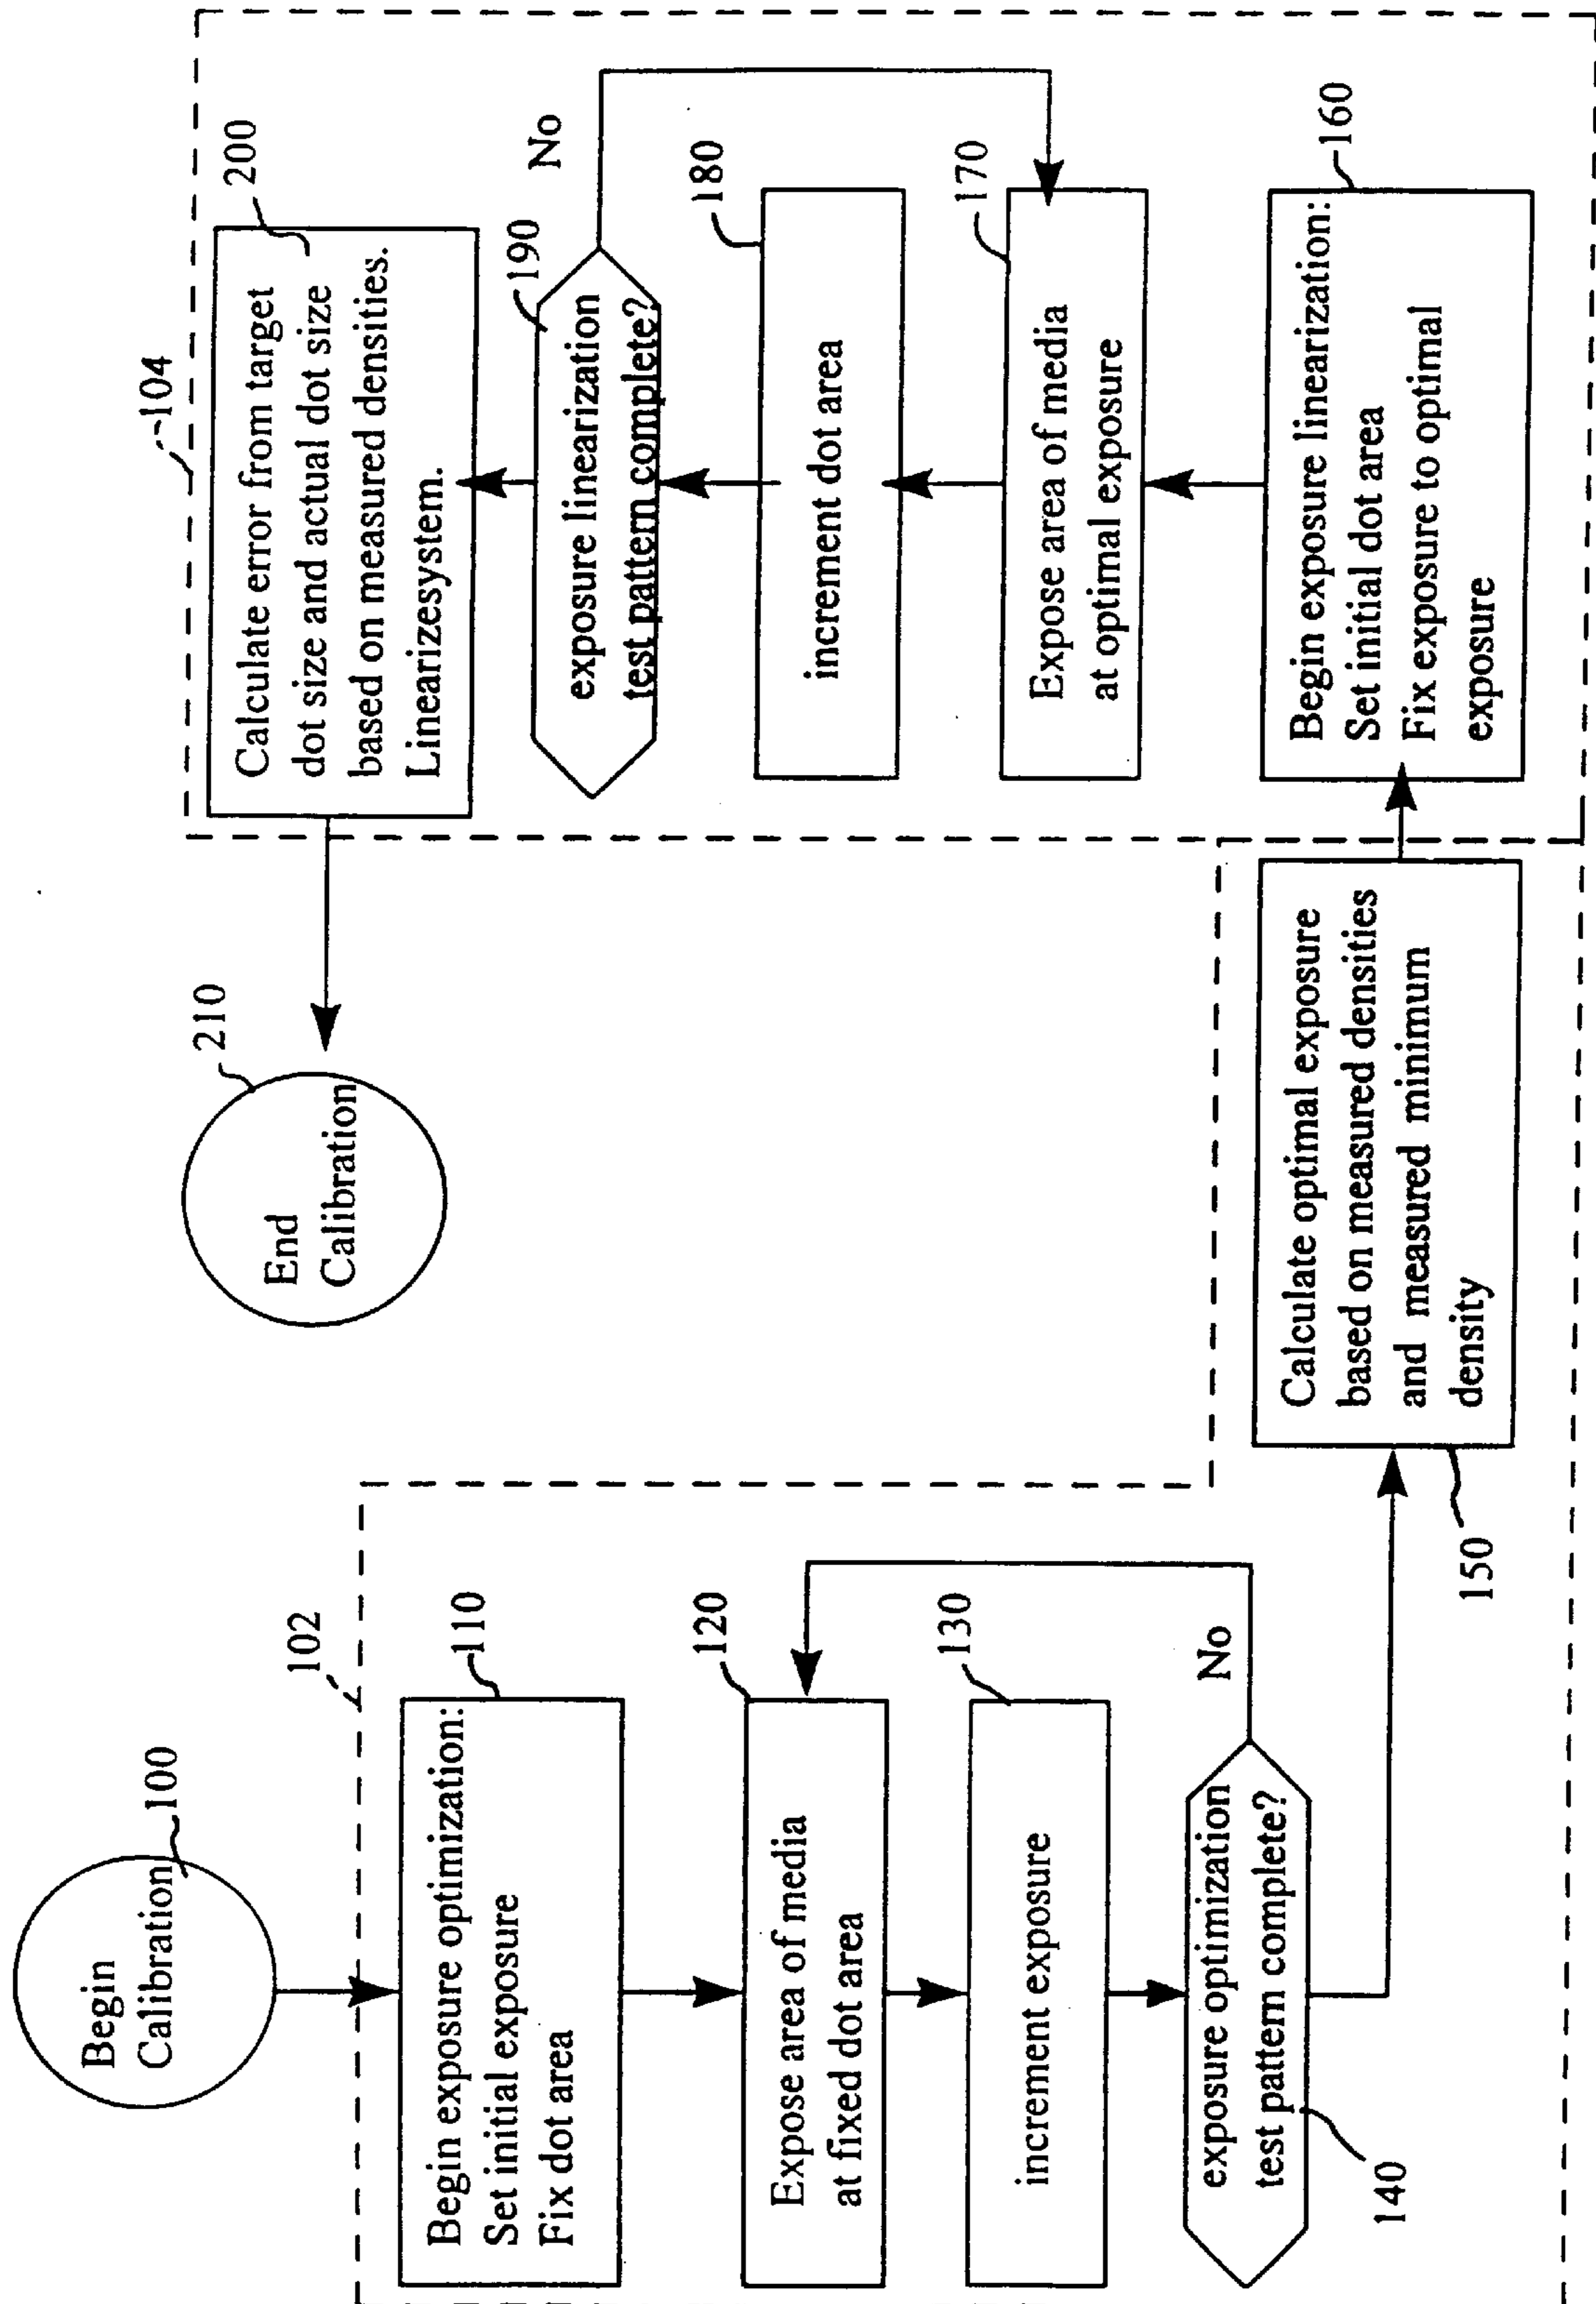 Begin
Calibration
100
102
Begin exposure optimization:
Set initial exposure
Fix dot area
110
Expose area of media
at fixed dot area
120
increment exposure
130
exposure optimization
test pattern complete?
No
140
Calculate optimal exposure
based on measured densities
and measured minimum
density
150
104
Begin exposure linearization:
Set initial dot area
Fix exposure to optimal
exposure
160
Expose area of media
at optimal exposure
170
increment dot area
180
exposure linearization
test pattern complete?
190
No
Calculate error from target
dot size and actual dot size
based on measured densities.
Linearizesystem.
200
End
Calibration
210